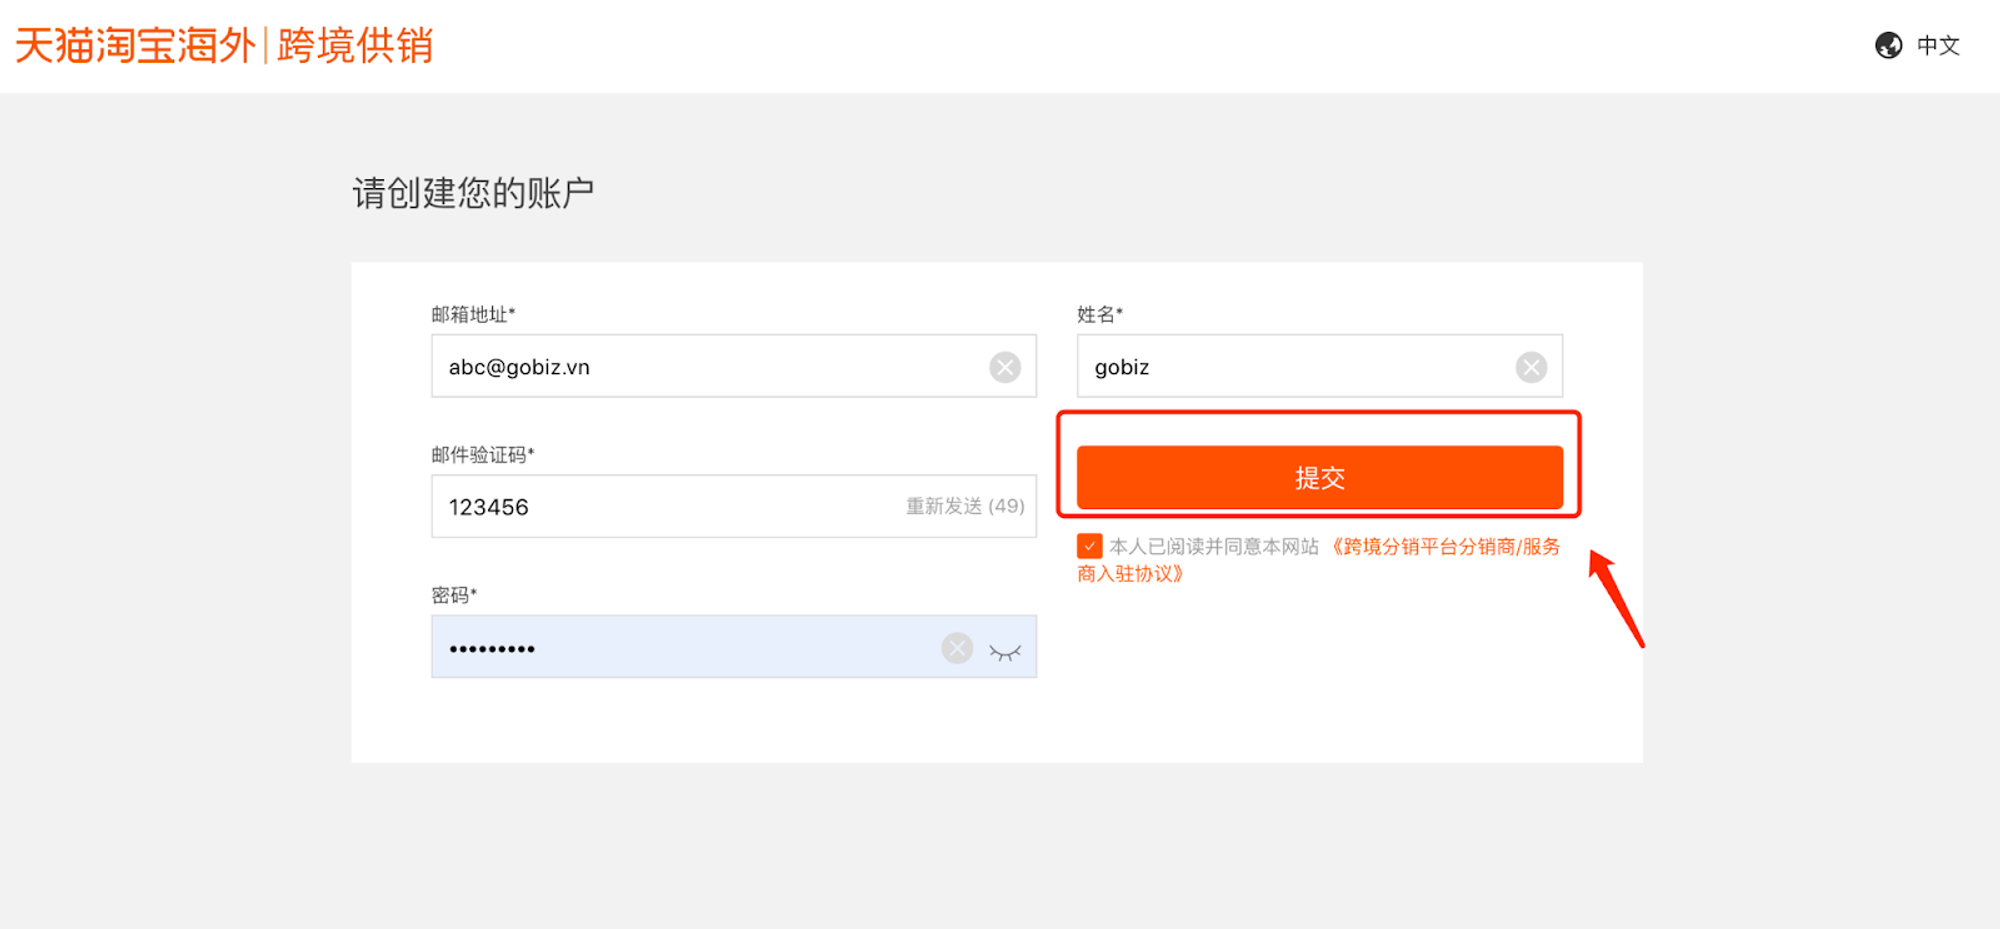 天猫淘宝海外|跨境供销
中文
请创建您的账户
邮箱地址*
abc@gobiz.vn
姓名*
gobiz
邮件验证码*
123456
重新发送 (49)
提交
本人已阅读并同意本网站 《跨境分销平台分销商/服务
商入驻协议》
密码*
•••••••••